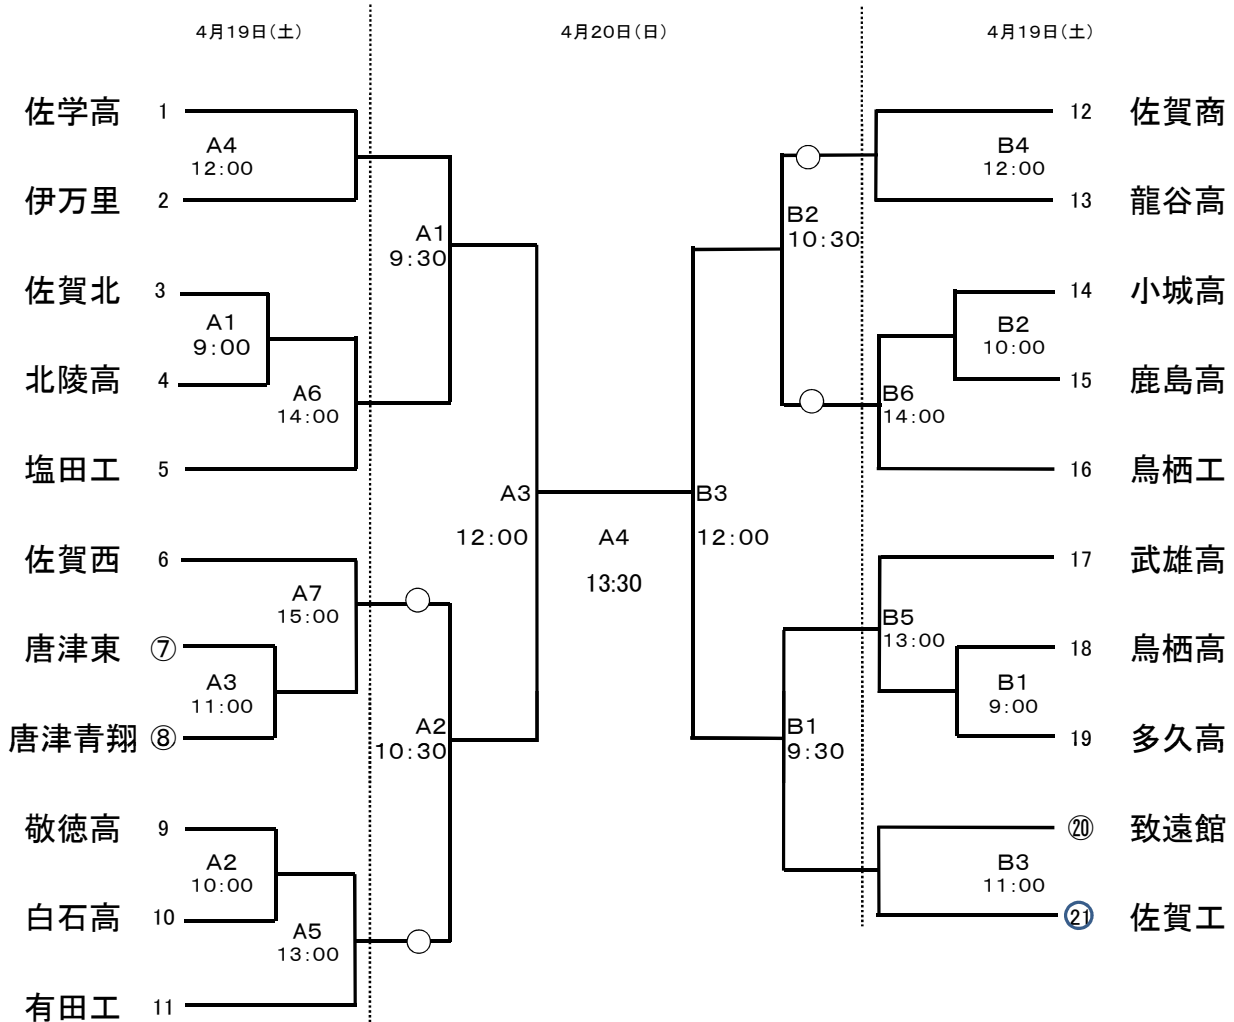 ４月１９日（土）
４月２０日（日）
４月１９日（土）
佐学高 1
Ａ４
１２：００
伊万里 2
佐賀北 3
Ａ１
９：００
北陵高 4
Ａ６
１４：００
塩田工 5
Ａ１
９：３０
佐賀西 6
Ａ７
１５：００
唐津東 ⑦
Ａ３
１１：００
唐津青翔 ⑧
Ａ２
１０：３０
敬徳高 9
Ａ２
１０：００
白石高 10
Ａ５
１３：００
有田工 11
Ａ３
１２：００
Ａ４
13:30
Ｂ３
１２：００
12 佐賀商
Ｂ４
１２：００
13 龍谷高
Ｂ２
１０：３０
14 小城高
Ｂ２
１０：００
15 鹿島高
Ｂ６
１４：００
16 鳥栖工
17 武雄高
Ｂ５
１３：００
18 鳥栖高
Ｂ１
９：００
19 多久高
Ｂ１
９：３０
⑳ 致遠館
Ｂ３
１１：００
㉑ 佐賀工